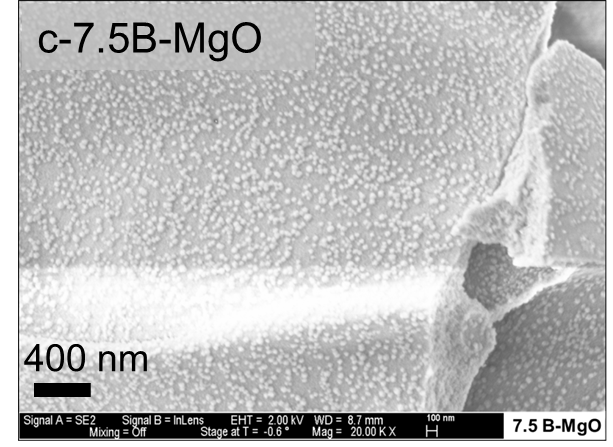 c-7.5B-MgO
400 nm
Signal A = SE2 Signal B = InLens EHT = 2.00 kV WD = 8.7 mm 100 nm
Mixing = Off Stage at T = -0.6 ° Mag = 20.00 K X
7.5 B-MgO